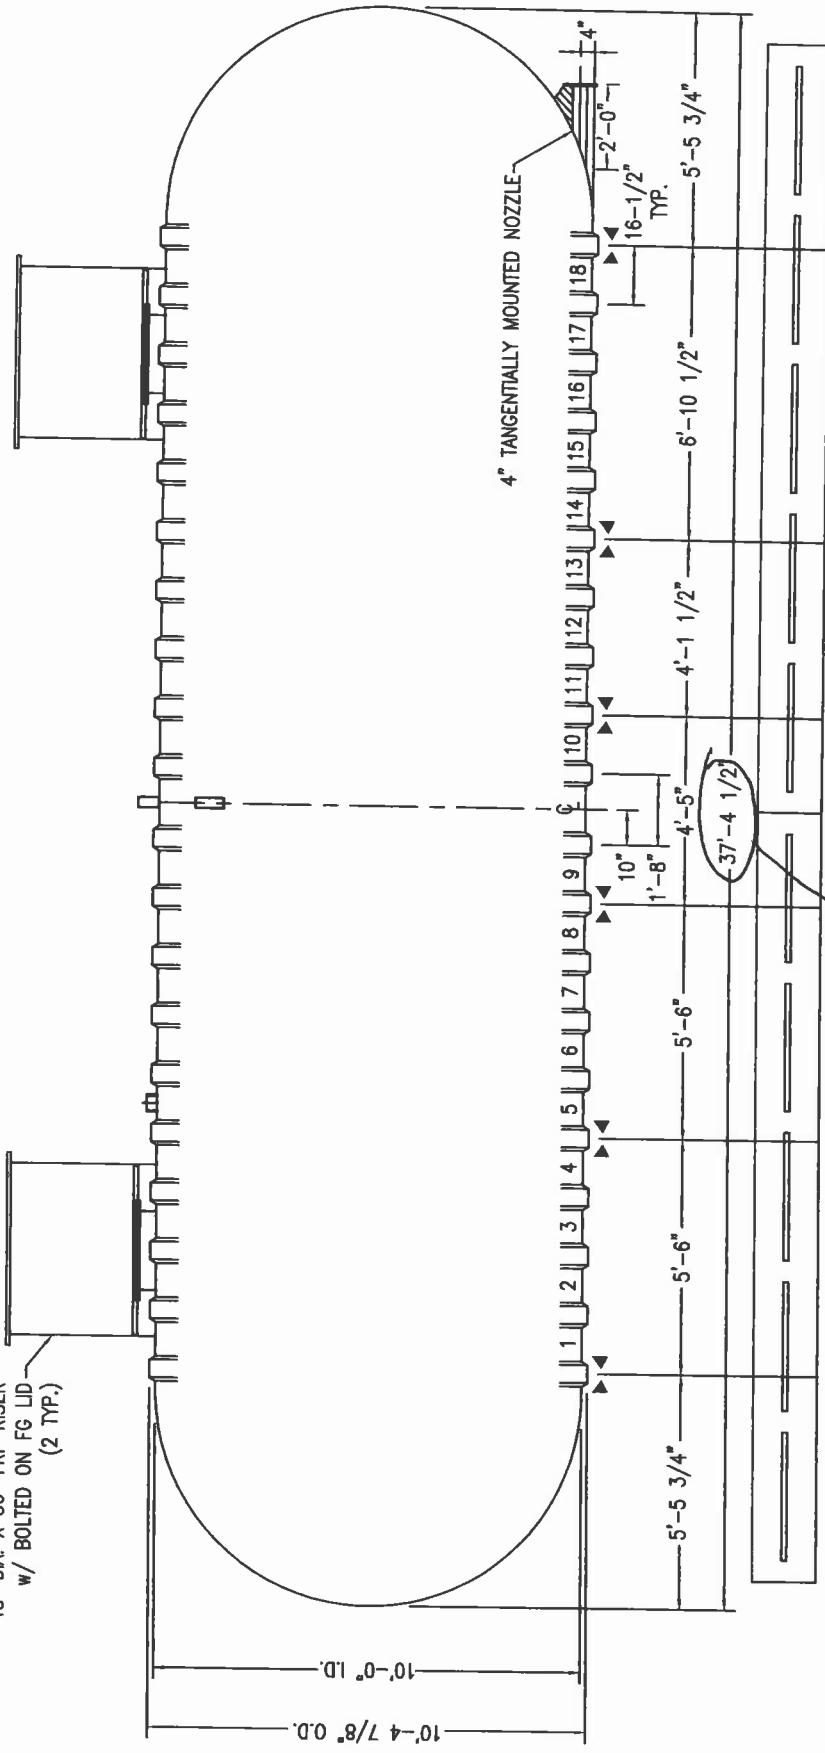 w/ BOLTED ON FG LID
(2 TYP.)
4" TANGENTIALLY MOUNTED NOZZLE
4"
2'-0"
16-1/2"
TYP.
1 2 3 4 5 6 7 8 9 10 11 12 13 14 15 16 17 18
10"
1'-8"
5'-5 3/4" 5'-6" 5'-6" 4'-5" 4'-1 1/2" 6'-10 1/2" 5'-5 3/4"
37'-4 1/2"
10'-0" I.D.
10'-4 7/8" O.D.